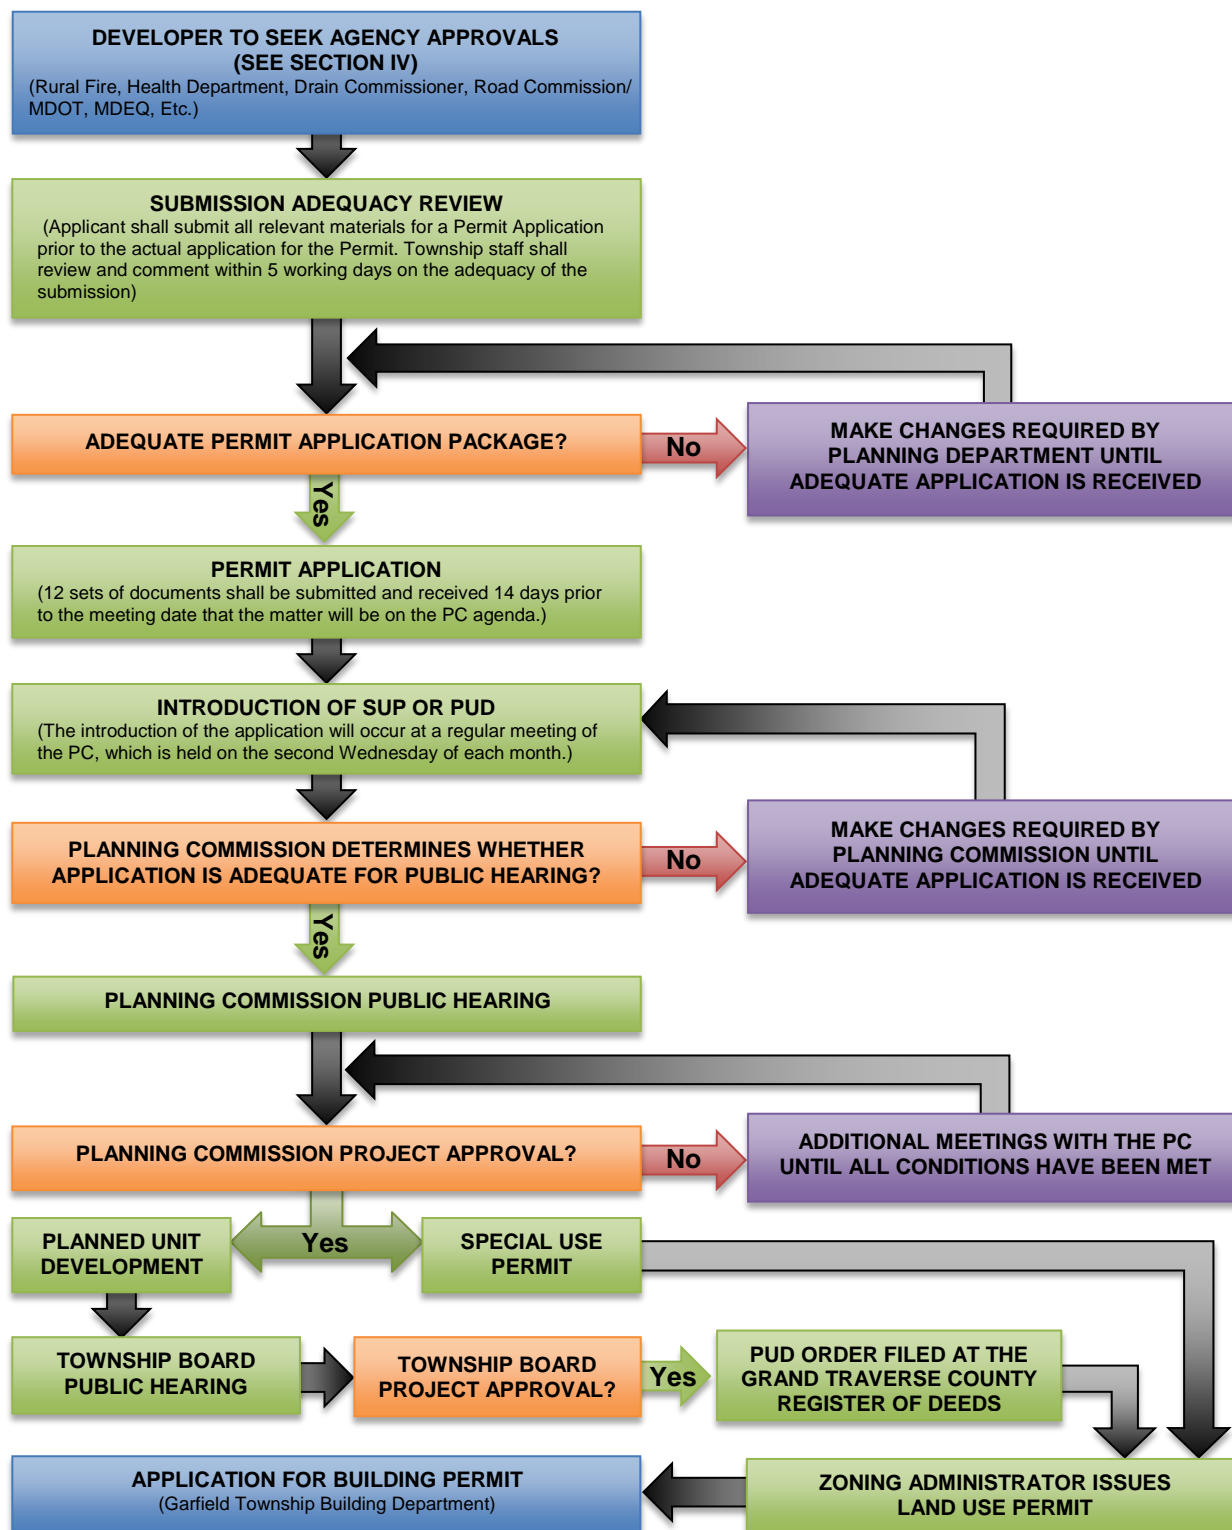 DEVELOPER TO SEEK AGENCY APPROVALS
(SEE SECTION IV)
(Rural Fire, Health Department, Drain Commissioner, Road Commission/
MDOT, MDEQ, Etc.)
SUBMISSION ADEQUACY REVIEW
(Applicant shall submit all relevant materials for a Permit Application
prior to the actual application for the Permit. Township staff shall
review and comment within 5 working days on the adequacy of the
submission)
ADEQUATE PERMIT APPLICATION PACKAGE?
No
MAKE CHANGES REQUIRED BY
PLANNING DEPARTMENT UNTIL
ADEQUATE APPLICATION IS RECEIVED
Yes
PERMIT APPLICATION
(12 sets of documents shall be submitted and received 14 days prior
to the meeting date that the matter will be on the PC agenda.)
INTRODUCTION OF SUP OR PUD
(The introduction of the application will occur at a regular meeting of
the PC, which is held on the second Wednesday of each month.)
PLANNING COMMISSION DETERMINES WHETHER
APPLICATION IS ADEQUATE FOR PUBLIC HEARING?
No
MAKE CHANGES REQUIRED BY
PLANNING COMMISSION UNTIL
ADEQUATE APPLICATION IS RECEIVED
Yes
PLANNING COMMISSION PUBLIC HEARING
PLANNING COMMISSION PROJECT APPROVAL?
No
ADDITIONAL MEETINGS WITH THE PC
UNTIL ALL CONDITIONS HAVE BEEN MET
PLANNED UNIT
DEVELOPMENT
Yes
SPECIAL USE
PERMIT
TOWNSHIP BOARD
PUBLIC HEARING
TOWNSHIP BOARD
PROJECT APPROVAL?
Yes
PUD ORDER FILED AT THE
GRAND TRAVERSE COUNTY
REGISTER OF DEEDS
APPLICATION FOR BUILDING PERMIT
(Garfield Township Building Department)
ZONING ADMINISTRATOR ISSUES
LAND USE PERMIT